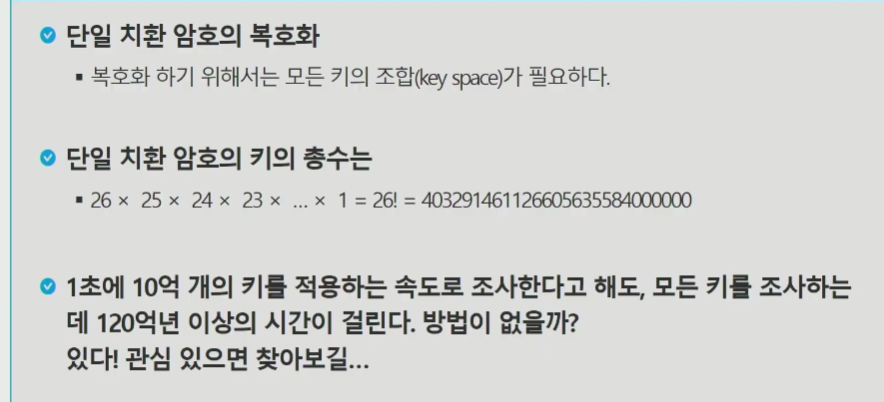 단일 치환 암호의 복호화
▪ 복호화 하기 위해서는 모든 키의 조합(key space)가 필요하다.
단일 치환 암호의 키의 총수는
▪ 26 × 25 × 24 × 23 × … × 1 = 26! = 403291461126605635584000000
1초에 10억 개의 키를 적용하는 속도로 조사한다고 해도, 모든 키를 조사하는
데 120억년 이상의 시간이 걸린다. 방법이 없을까?
있다! 관심 있으면 찾아보길…